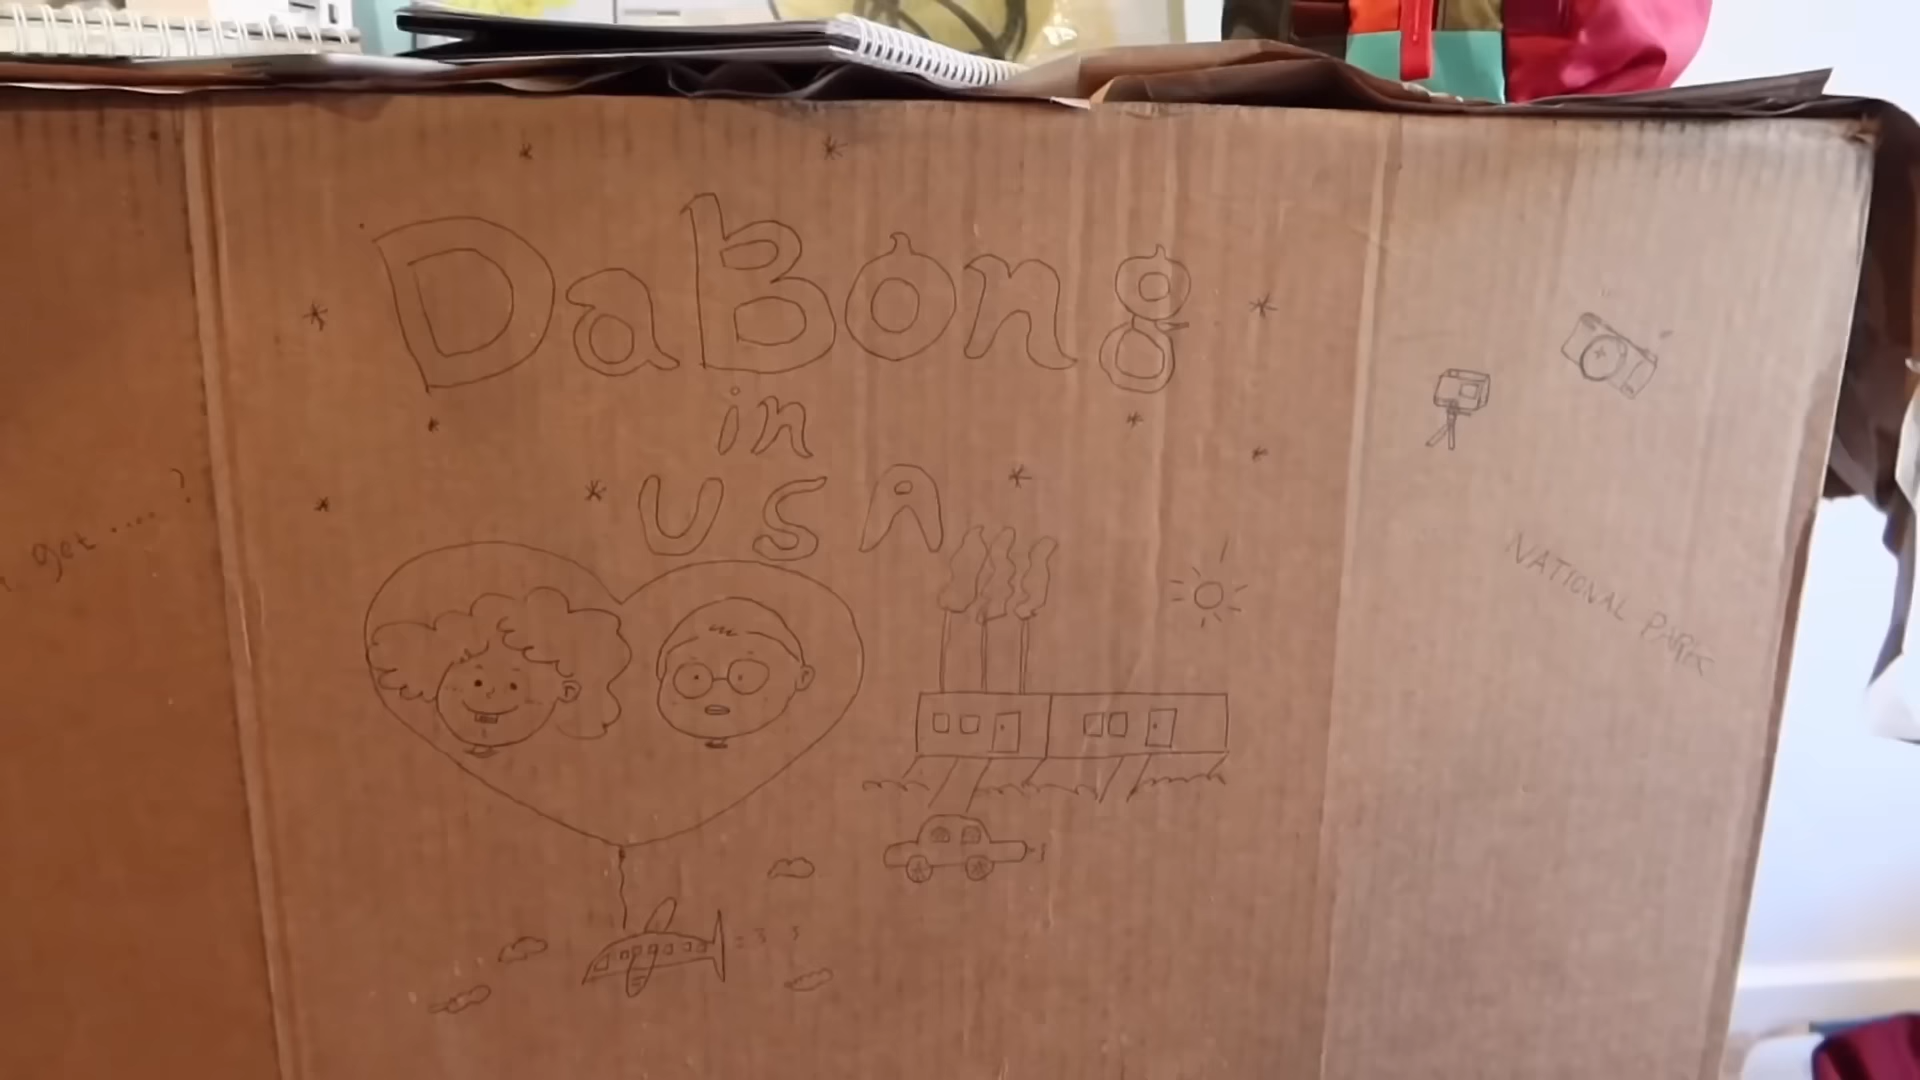 DaBong
in
USA
get .... ?
NATIONAL PARK